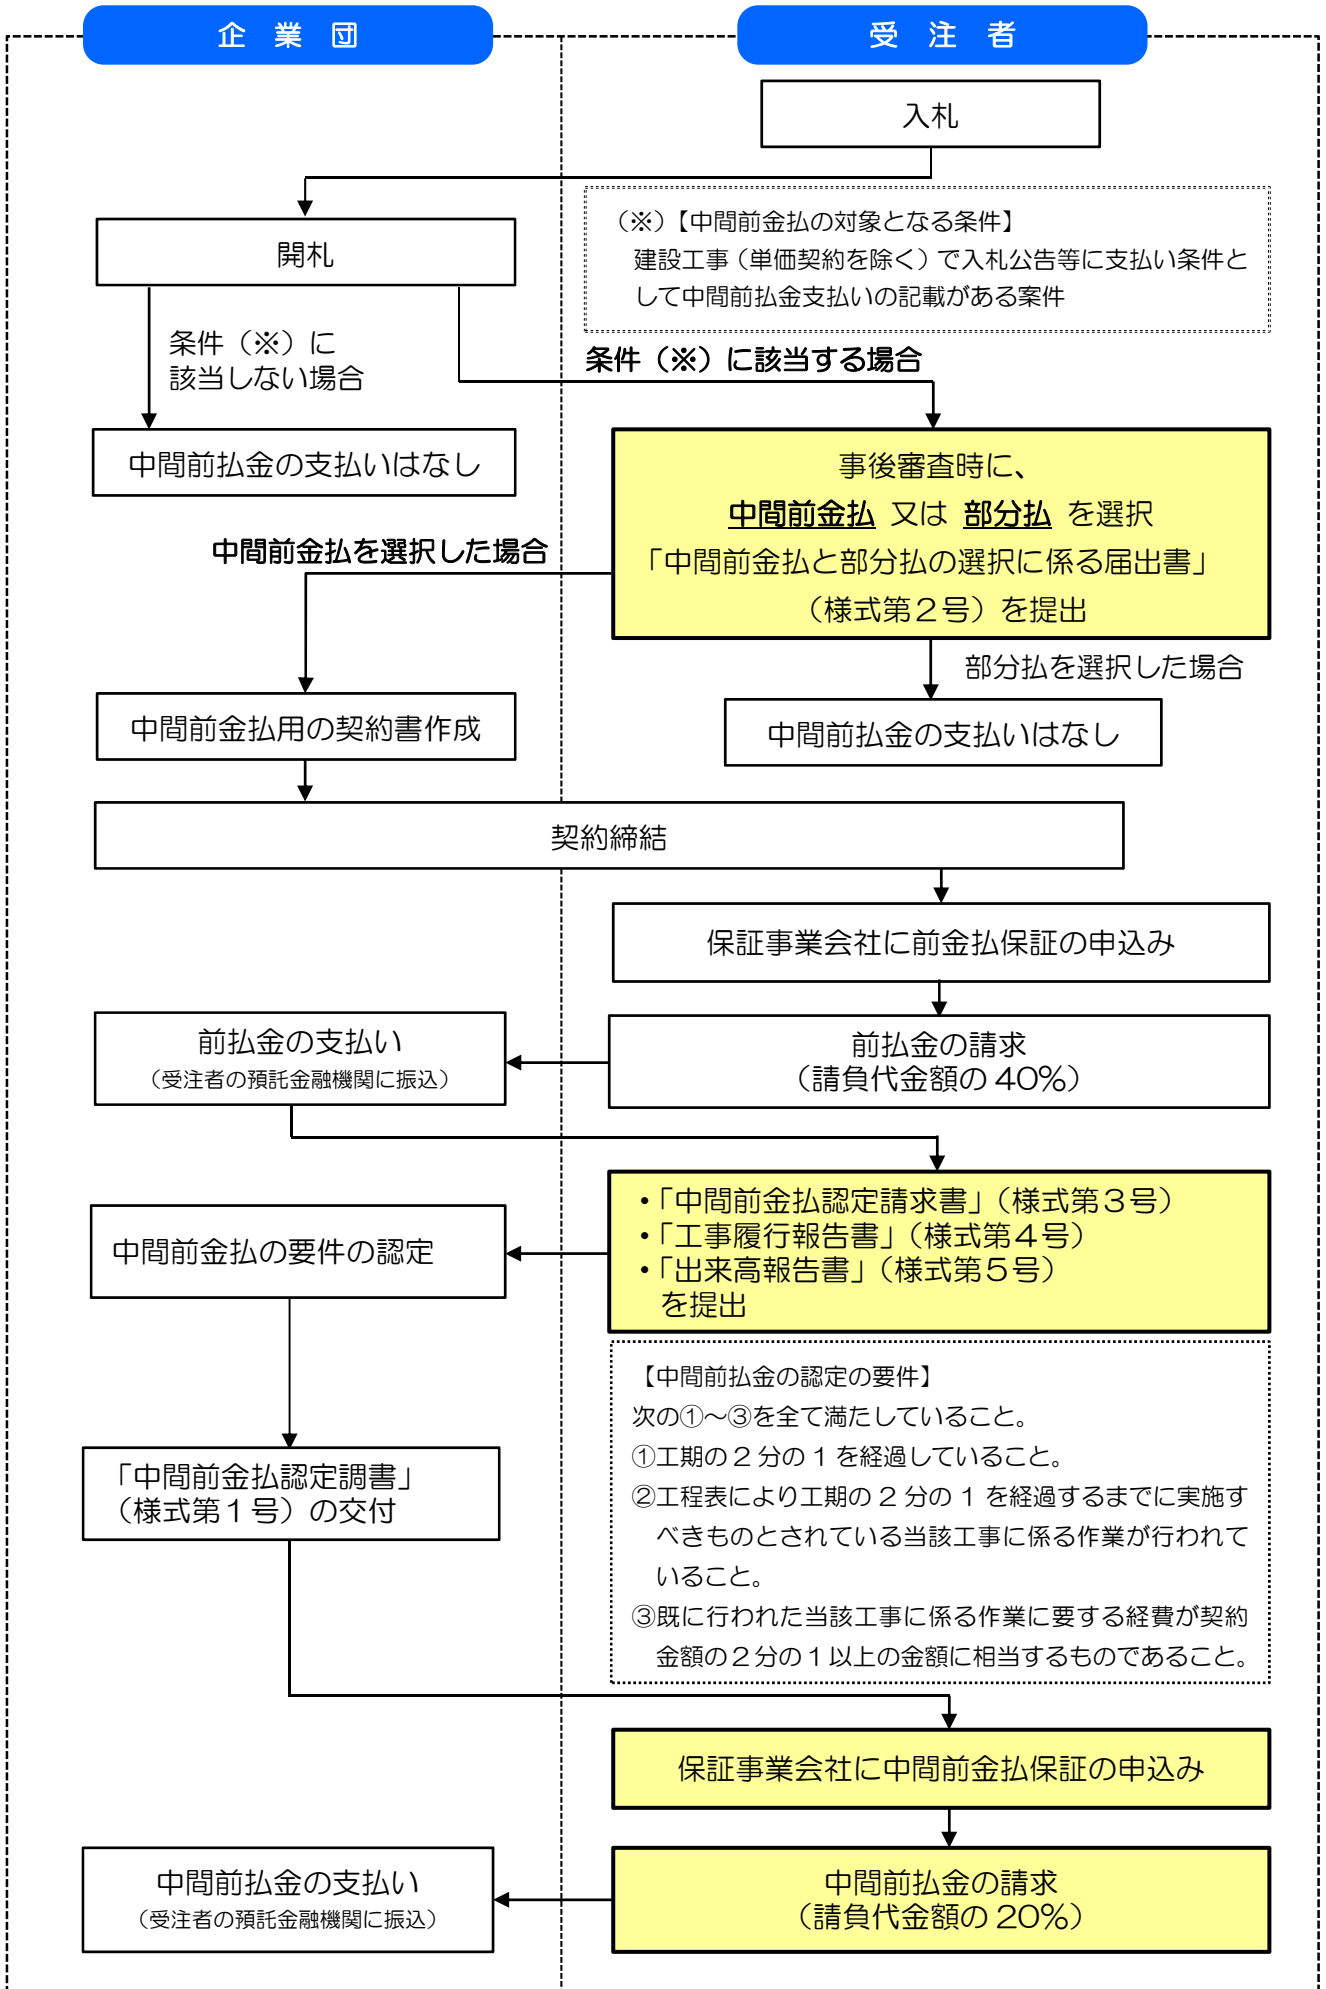 企業団
受注者
入札
開札
（※）【中間前金払の対象となる条件】
建設工事（単価契約を除く）で入札公告等に支払い条件と
して中間前払金支払いの記載がある案件
条件（※）に
該当しない場合
条件（※）に該当する場合
中間前払金の支払いはなし
事後審査時に、
中間前金払 又は 部分払 を選択
「中間前金払と部分払の選択に係る届出書」
（様式第２号）を提出
中間前金払を選択した場合
部分払を選択した場合
中間前金払用の契約書作成
中間前払金の支払いはなし
契約締結
保証事業会社に前金払保証の申込み
前払金の支払い
（受注者の預託金融機関に振込）
前払金の請求
（請負代金額の 40％）
・「中間前金払認定請求書」（様式第３号）
・「工事履行報告書」（様式第４号）
・「出来高報告書」（様式第５号）
を提出
中間前金払の要件の認定
【中間前払金の認定の要件】
次の①～③を全て満たしていること。
①工期の２分の１を経過していること。
②工程表により工期の 2 分の 1 を経過するまでに実施す
べきものとされている当該工事に係る作業が行われて
いること。
③既に行われた当該工事に係る作業に要する経費が契約
金額の２分の１以上の金額に相当するものであること。
「中間前金払認定調書」
（様式第１号）の交付
保証事業会社に中間前金払保証の申込み
中間前払金の支払い
（受注者の預託金融機関に振込）
中間前払金の請求
（請負代金額の 20％）